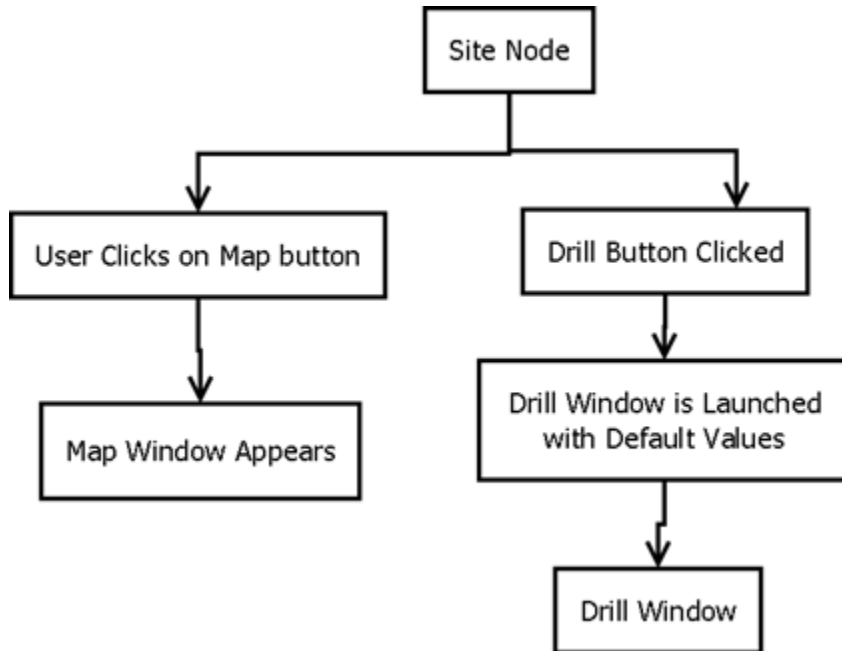 Site Node
User Clicks on Map button
Drill Button Clicked
Map Window Appears
Drill Window is Launched
with Default Values
Drill Window